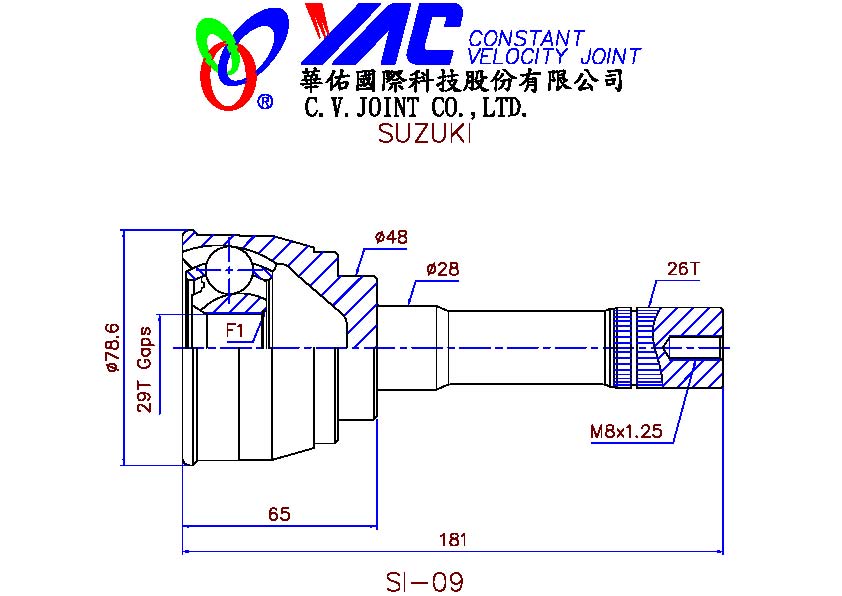 YAC CONSTANT
VELOCITY JOINT
華佑國際科技股份有限公司
®
C.V.JOINT CO.,LTD.
SUZUKI
ø48
ø28
26T
F1
ø78.6
29T Gaps
M8x1.25
65
181
SI-09